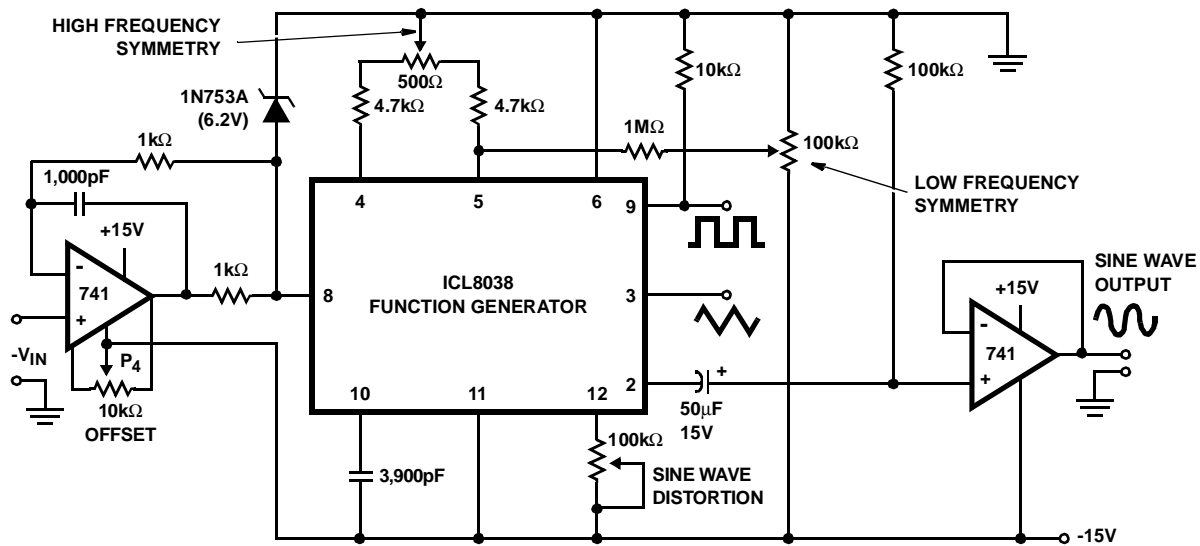 HIGH FREQUENCY
SYMMETRY
500Ω
1N753A
(6.2V)
4.7kΩ
4.7kΩ
10kΩ
100kΩ
1kΩ
1MΩ
100kΩ
1,000pF
LOW FREQUENCY
SYMMETRY
4
5
6
9
+15V
-
741
+
1kΩ
8
ICL8038
FUNCTION GENERATOR
3
SINE WAVE
OUTPUT
+15V
-
741
+
-VIN
P4
10kΩ
OFFSET
2
+
50μF
15V
10
11
12
100kΩ
3,900pF
SINE WAVE
DISTORTION
-15V